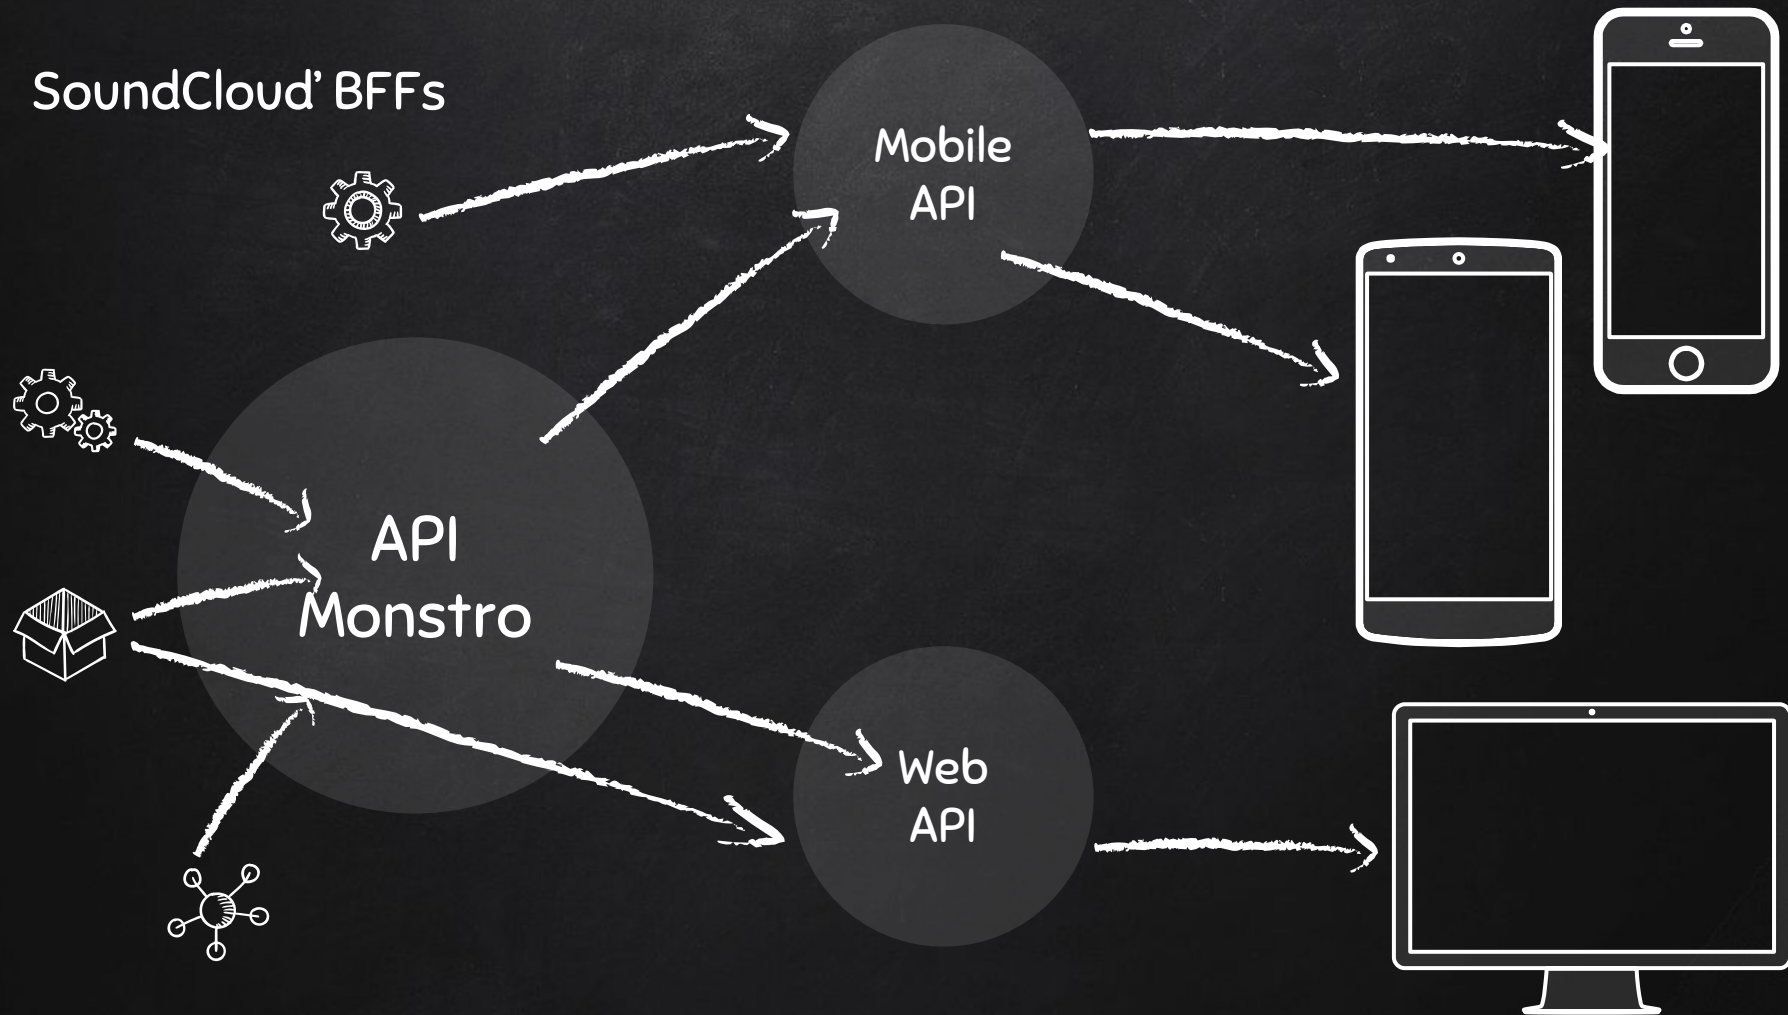 SoundCloud’ BFFs
Mobile
API
API
Monstro
Web
API